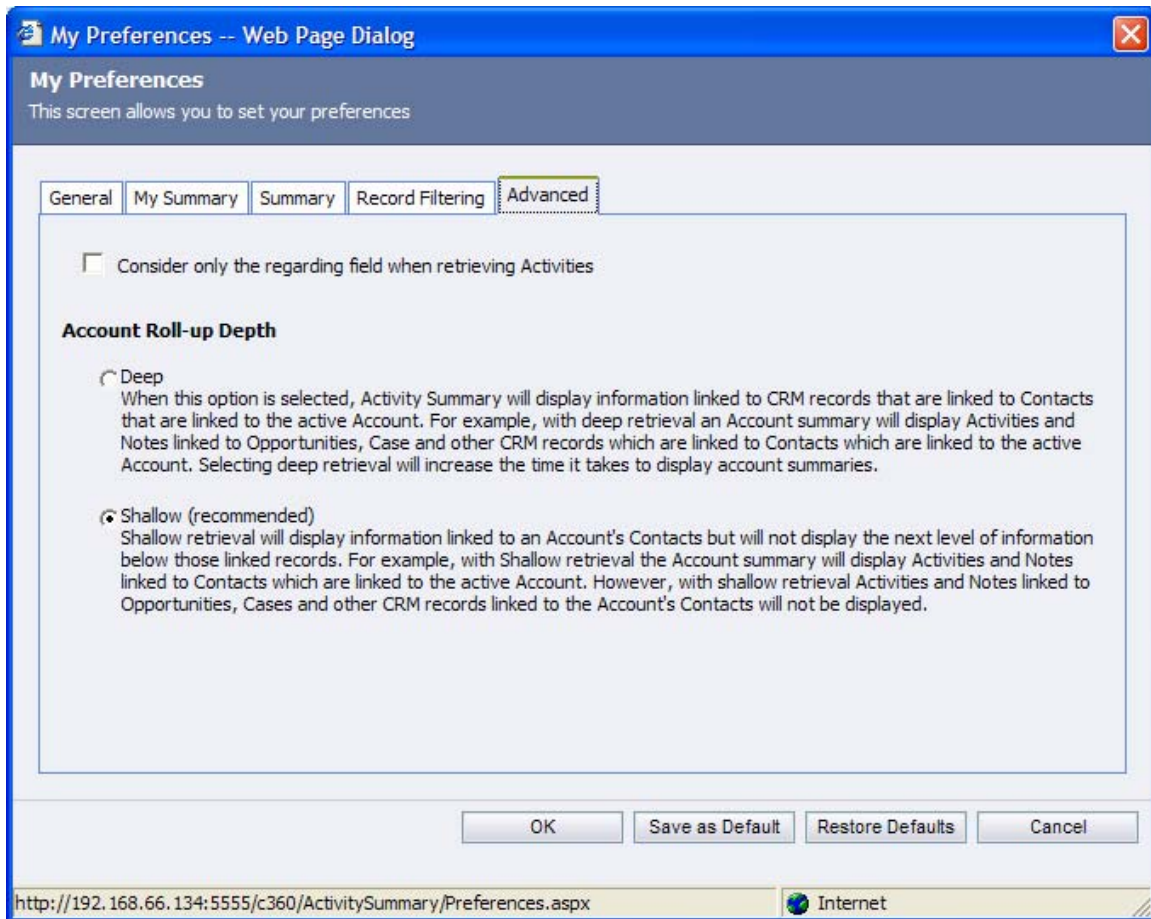 My Preferences -- Web Page Dialog
My Preferences
This screen allows you to set your preferences
General My Summary Summary Record Filtering Advanced
Consider only the regarding field when retrieving Activities
Account Roll-up Depth
Deep
When this option is selected, Activity Summary will display information linked to CRM records that are linked to Contacts
that are linked to the active Account. For example, with deep retrieval an Account summary will display Activities and
Notes linked to Opportunities, Case and other CRM records which are linked to Contacts which are linked to the active
Account. Selecting deep retrieval will increase the time it takes to display account summaries.
Shallow (recommended)
Shallow retrieval will display information linked to an Account's Contacts but will not display the next level of information
below those linked records. For example, with Shallow retrieval the Account summary will display Activities and Notes
linked to Contacts which are linked to the active Account. However, with shallow retrieval Activities and Notes linked to
Opportunities, Cases and other CRM records linked to the Account's Contacts will not be displayed.
OK Save as Default Restore Defaults Cancel
http://192.168.66.134:5555/c360/ActivitySummary/Preferences.aspx Internet